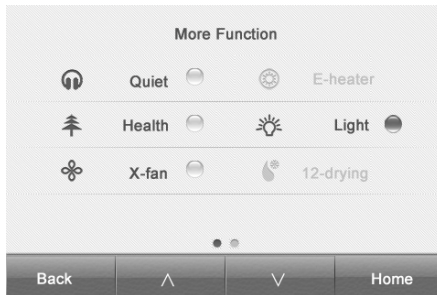 More Function
Quiet E-heater
Health Light
X-fan 12-drying
Back Home